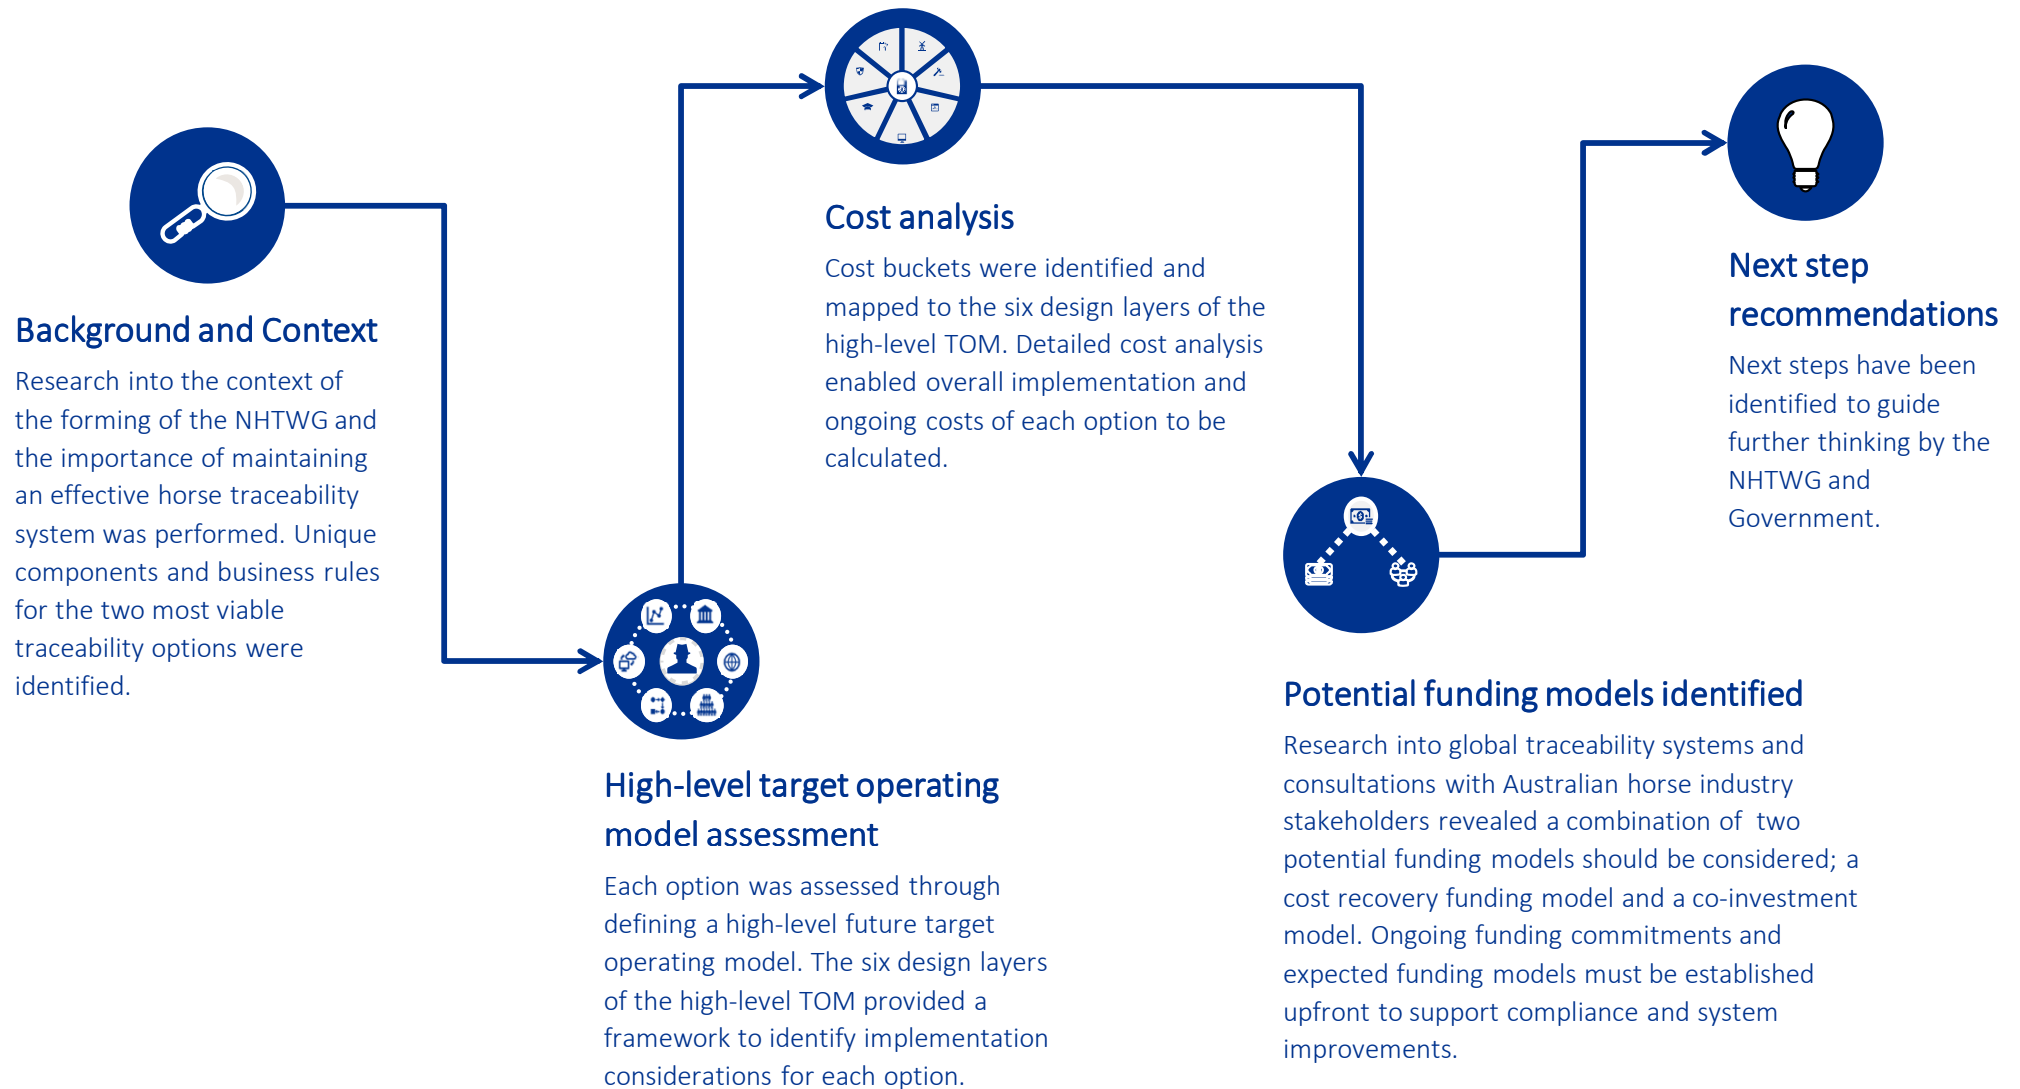 Background and Context
Research into the context of
the forming of the NHTWG and
the importance of maintaining
an effective horse traceability
system was performed. Unique
components and business rules
for the two most viable
traceability options were
identified.
High-level target operating
model assessment
Each option was assessed through
defining a high-level future target
operating model. The six design layers
of the high-level TOM provided a
framework to identify implementation
considerations for each option.
Cost analysis
Cost buckets were identified and
mapped to the six design layers of the
high-level TOM. Detailed cost analysis
enabled overall implementation and
ongoing costs of each option to be
calculated.
Potential funding models identified
Research into global traceability systems and
consultations with Australian horse industry
stakeholders revealed a combination of two
potential funding models should be considered; a
cost recovery funding model and a co-investment
model. Ongoing funding commitments and
expected funding models must be established
upfront to support compliance and system
improvements.
Next step
recommendations
Next steps have been
identified to guide
further thinking by the
NHTWG and
Government.